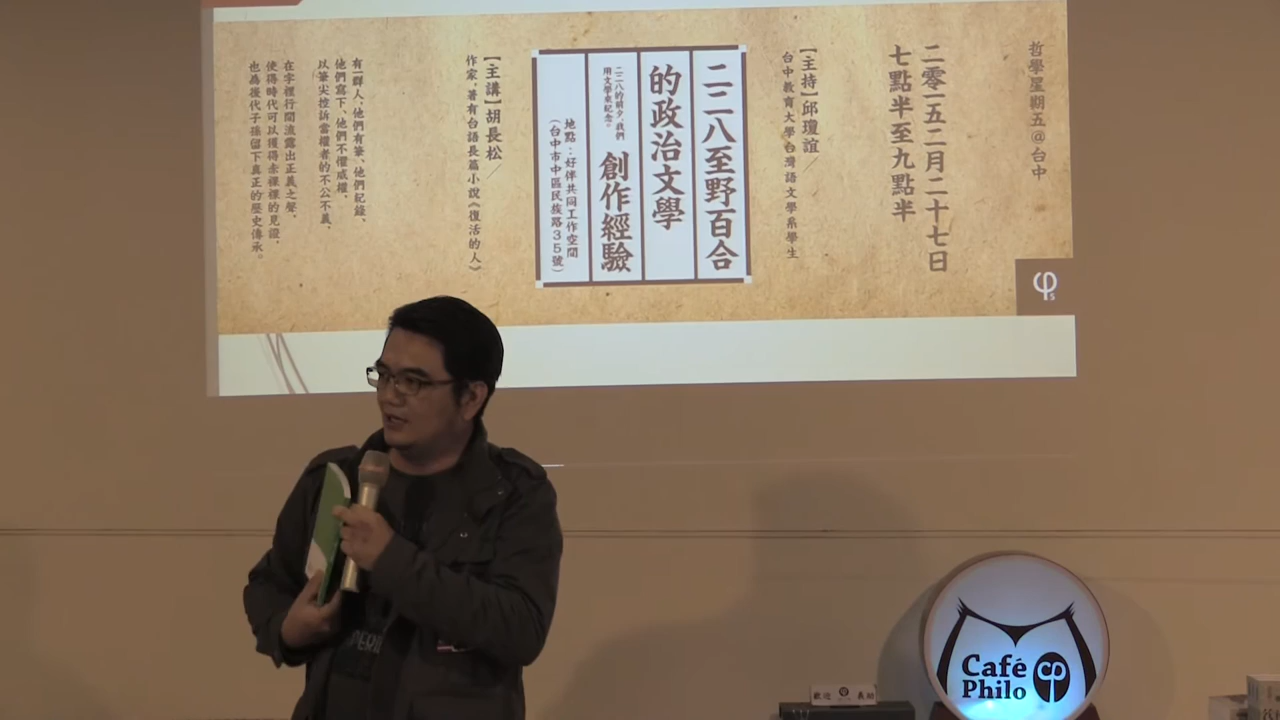 哲學星期五@台中
二零一五二月二十七日
七點半至九點半
【主持】邱瓊誼／
台中教育大學台灣語文學系學生
二二八至野百合
的政治文學
創作經驗
二二八的前夕，我們
用文學來紀念。
地點：好伴共同工作空間
（台中市中區民族路35號）
【主講】胡長松／
作家，著有台語長篇小說《復活的人》
有一群人、他們有筆、他們紀錄、
他們寫下、他們不懼威權、
以筆尖控訴當權者的不公不義、
在字裡行間流露出正義之聲，
使得時代可以獲得赤裸裸的見證，
也為後代子孫留下真正的歷史傳承。
φs
Café
Philo
歡迎